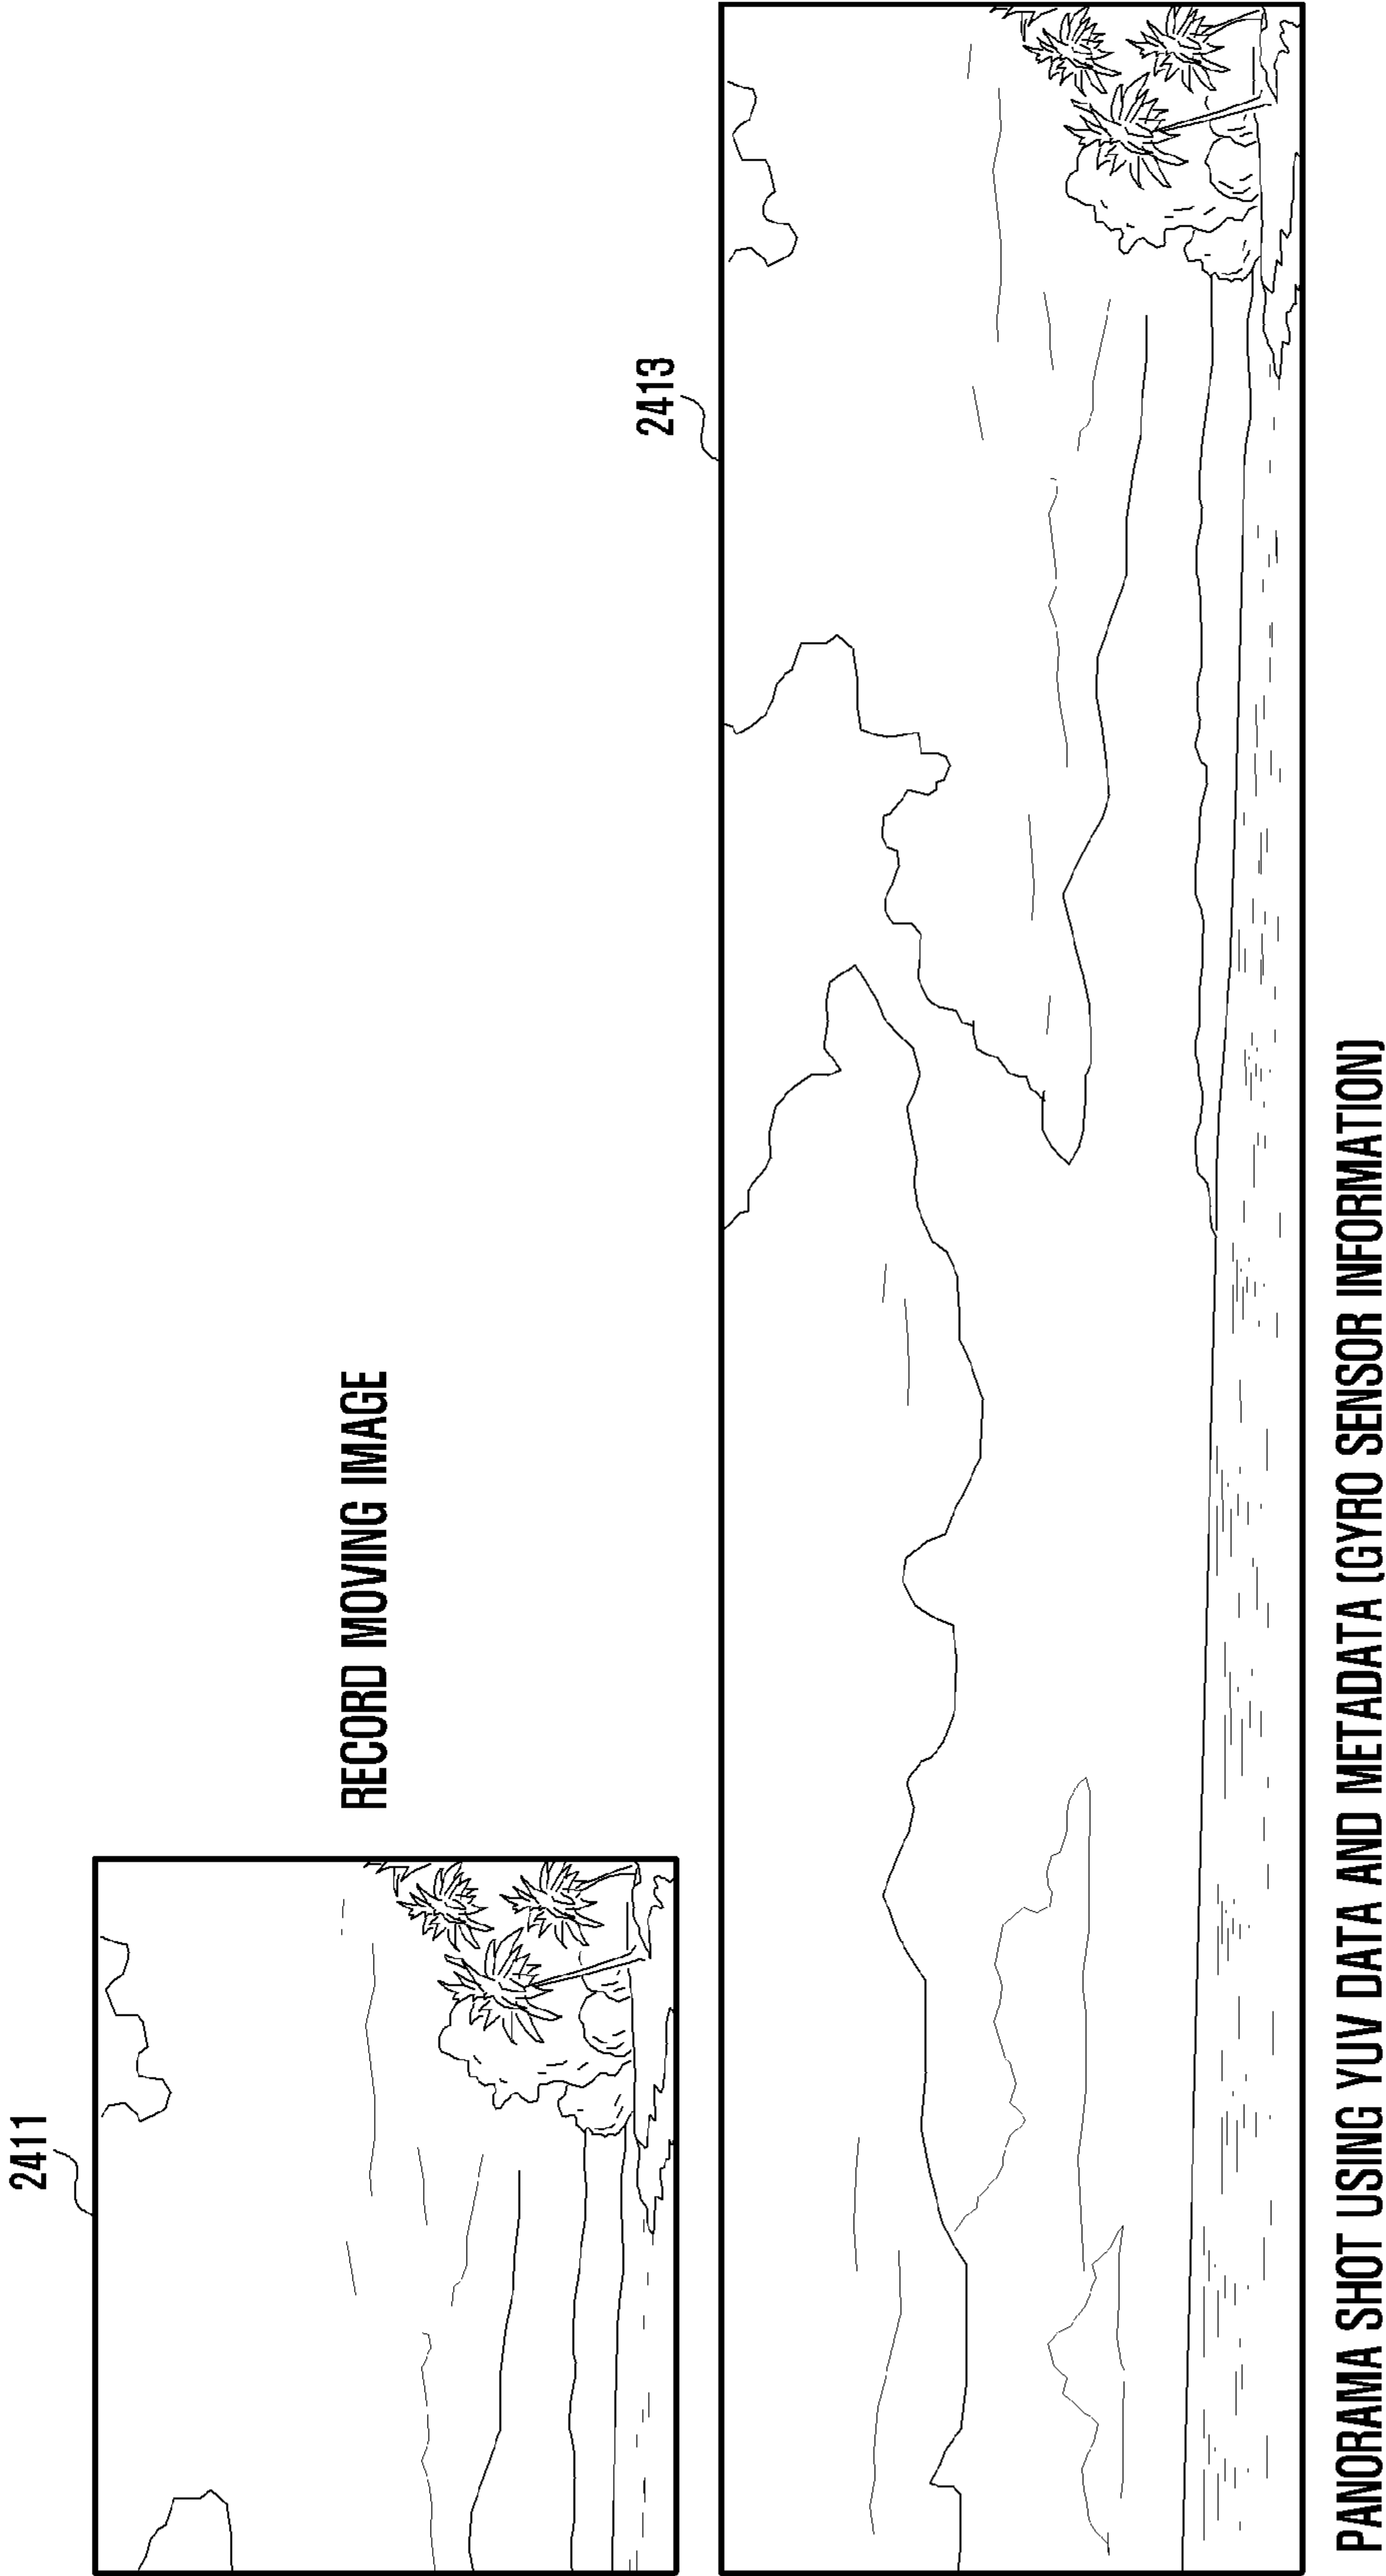 2411
RECORD MOVING IMAGE
2413
PANORAMA SHOT USING YUV DATA AND METADATA (GYRO SENSOR INFORMATION)